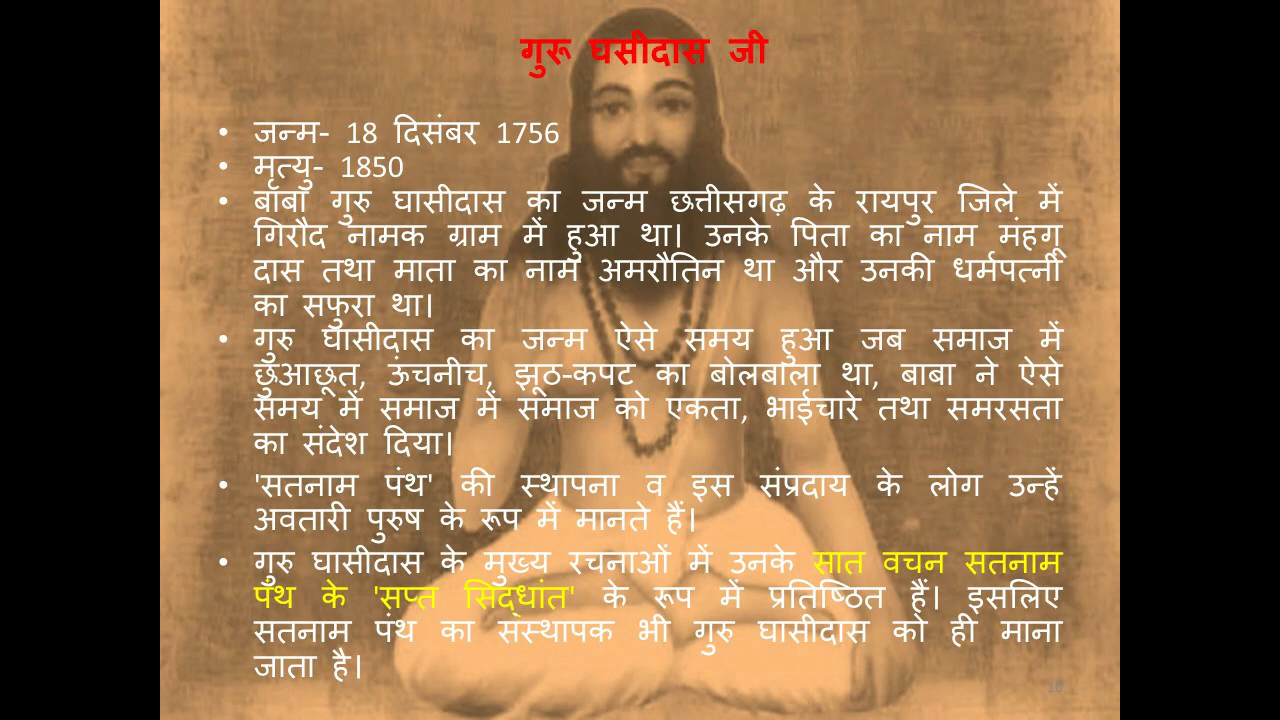 गुरू घसीदास जी
• जन्म- 18 दिसंबर 1756
• मृत्यु- 1850
• बाबा गुरु घासीदास का जन्म छत्तीसगढ़ के रायपुर जिले में
गिरौद नामक ग्राम में हुआ था। उनके पिता का नाम मंहगू
दास तथा माता का नाम अमरौतिन था और उनकी धर्मपत्नी
का सफुरा था।
• गुरु घासीदास का जन्म ऐसे समय हुआ जब समाज में
छुआछूत, ऊंचनीच, झूठ-कपट का बोलबाला था, बाबा ने ऐसे
समय में समाज में समाज को एकता, भाईचारे तथा समरसता
का संदेश दिया।
• 'सतनाम पंथ' की स्थापना व इस संप्रदाय के लोग उन्हें
अवतारी पुरुष के रूप में मानते हैं।
• गुरु घासीदास के मुख्य रचनाओं में उनके सात वचन सतनाम
पंथ के 'सप्त सिद्धांत' के रूप में प्रतिष्ठित हैं। इसलिए
सतनाम पंथ का संस्थापक भी गुरु घासीदास को ही माना
जाता है।